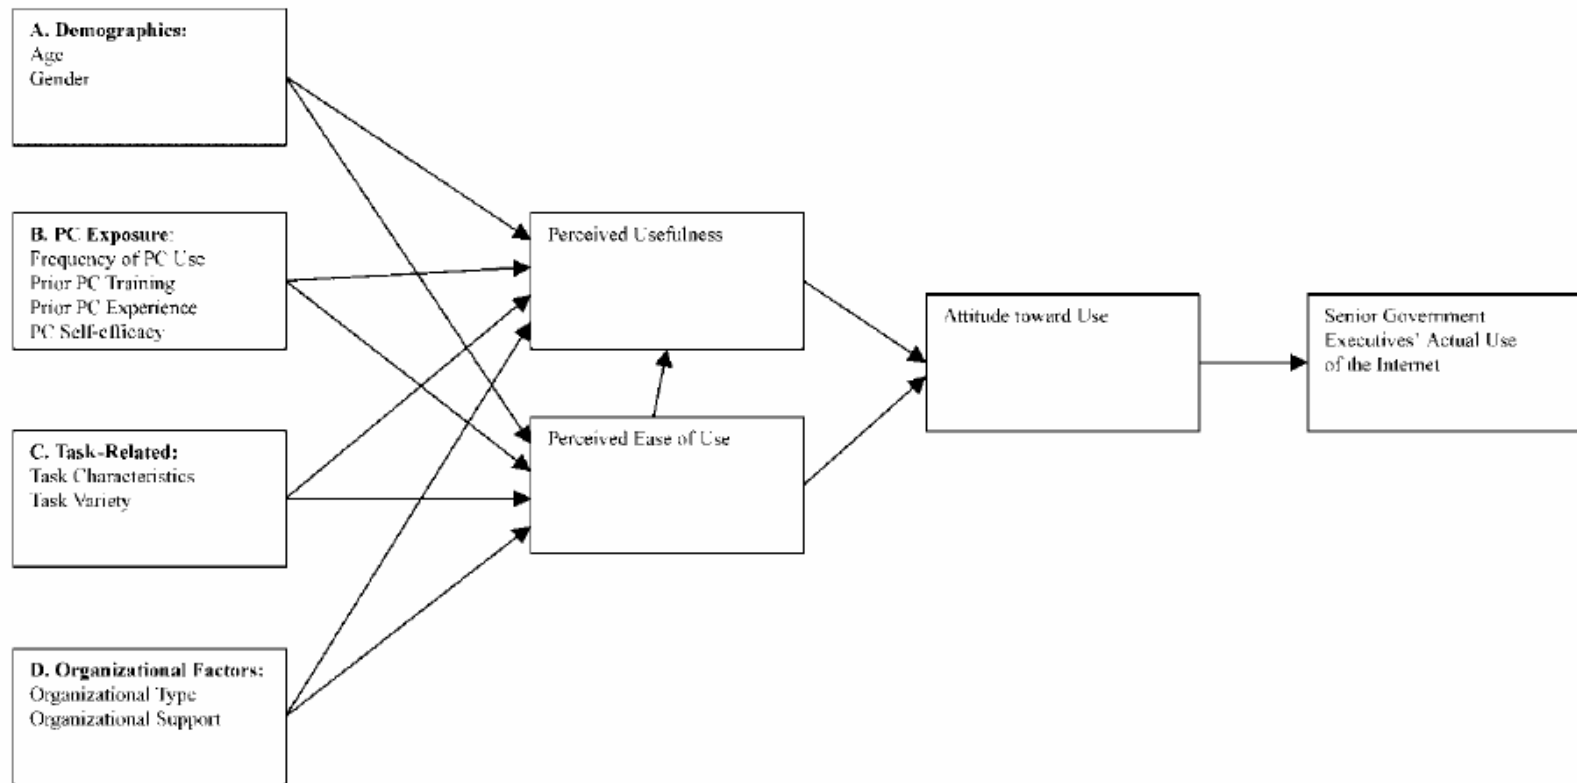 A. Demographics:
Age
Gender
B. PC Exposure:
Frequency of PC Use
Prior PC Training
Prior PC Experience
PC Self-efficacy
C. Task-Related:
Task Characteristics
Task Variety
D. Organizational Factors:
Organizational Type
Organizational Support
Perceived Usefulness
Perceived Ease of Use
Attitude toward Use
Senior Government
Executives' Actual Use
of the Internet